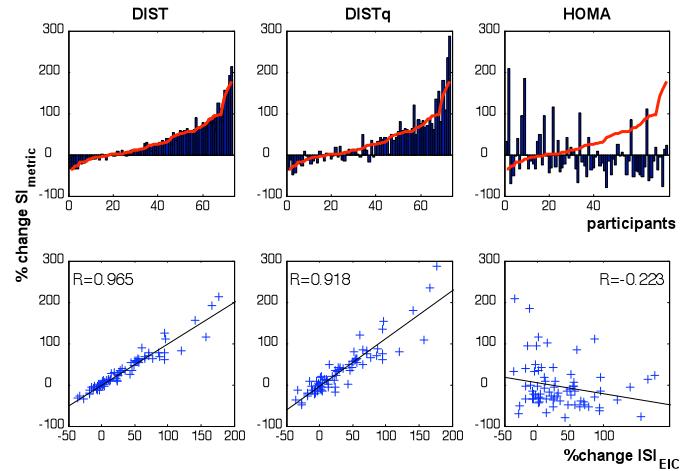 DIST DISTq HOMA
300 300 300
200 200 200
100 100 100
0 0 0
-100 -100 -100
0 20 40 60 0 20 40 60 0 20 40
participants
% change SI metric
300 300 300
R=0.965 R=0.918 R=-0.223
200 200 200
100 100 100
0 0 0
-100 -100 -100
-50 0 50 100 150 200 -50 0 50 100 150 200 -50 0 50 100
%change ISI EIC